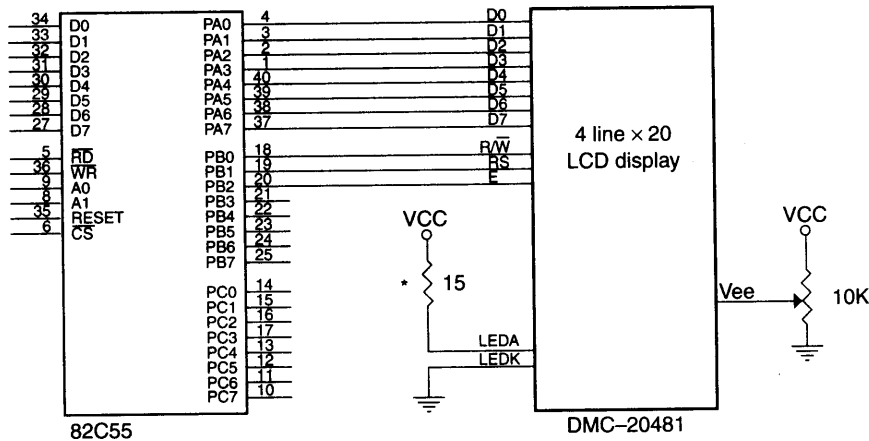 34 D0 PA0 4 D0
33 D1 PA1 3 D1
32 D2 PA2 2 D2
31 D3 PA3 1 D3
30 D4 PA4 40 D4
29 D5 PA5 39 D5
28 D6 PA6 38 D6
27 D7 PA7 37 D7
4 line × 20
LCD display
5 R̅D̅ PB0 18 R/W̅
36 W̅R̅ PB1 19 RS
9 A0 PB2 20 E
8 A1 PB3 21
35 RESET PB4 22
6 C̅S̅ PB5 23
PB6 24
PB7 25
VCC
* 15
VCC
Vee
10K
PC0 14
PC1 15
PC2 16
PC3 17
PC4 13
PC5 12
PC6 11
PC7 10
LEDA
LEDK
82C55
DMC–20481